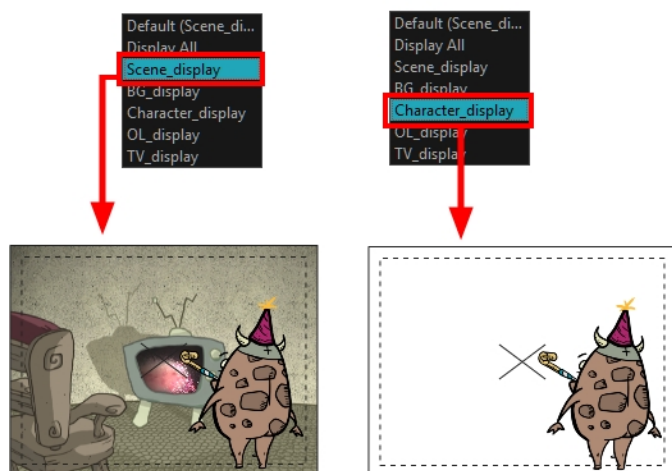 Default (Scene_di...
Display All
Scene_display
BG_display
Character_display
OL_display
TV_display
Default (Scene_di...
Display All
Scene_display
BG_display
Character_display
OL_display
TV_display